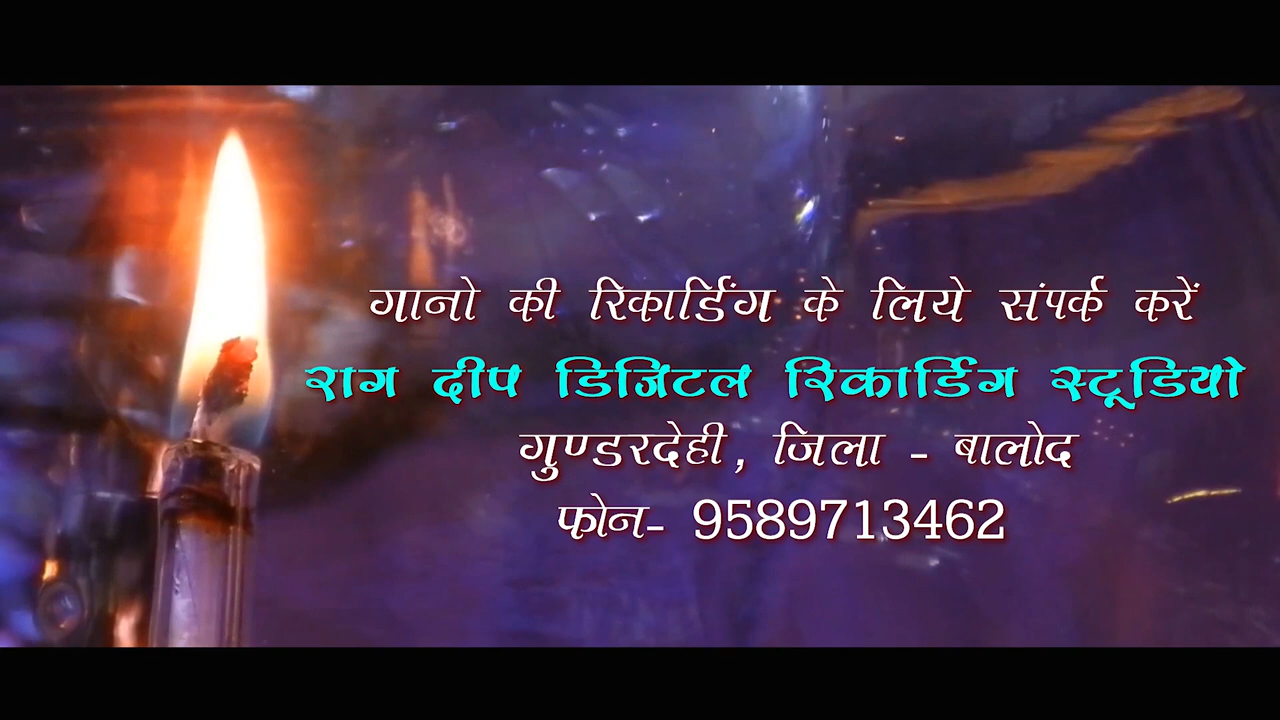 गानो की रिकार्डिंग के लिये संपर्क करें
राग दीप डिजिटल रिकार्डिंग स्टूडियो
गुण्डरदेही, जिला - बालोद
फोन- 9589713462